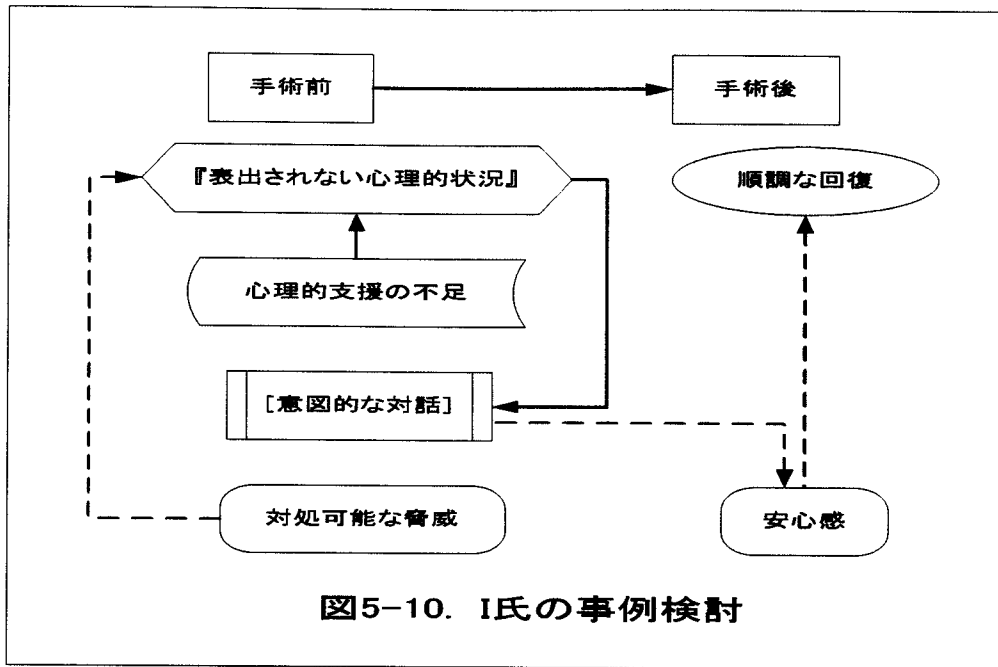 手術前
手術後
『表出されない心理的状況』
順調な回復
心理的支援の不足
[意図的な対話]
対処可能な脅威
安心感
図5-10. I氏の事例検討